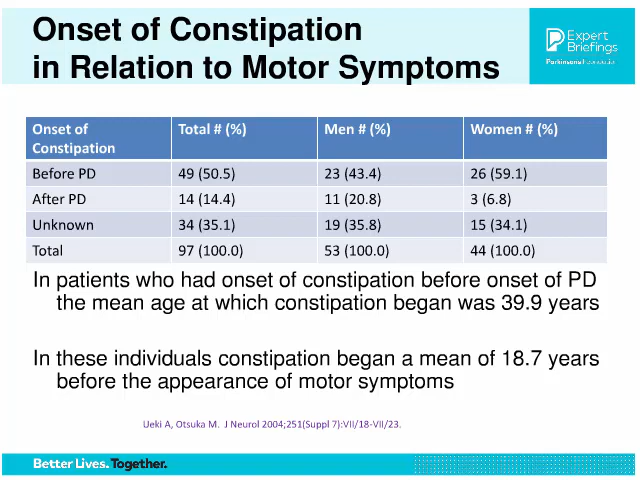 Onset of Constipation
in Relation to Motor Symptoms
Expert
Briefings
Parkinson's Foundation
Onset of Constipation Total # (%) Men # (%) Women # (%)
Before PD 49 (50.5) 23 (43.4) 26 (59.1)
After PD 14 (14.4) 11 (20.8) 3 (6.8)
Unknown 34 (35.1) 19 (35.8) 15 (34.1)
Total 97 (100.0) 53 (100.0) 44 (100.0)
In patients who had onset of constipation before onset of PD
the mean age at which constipation began was 39.9 years
In these individuals constipation began a mean of 18.7 years
before the appearance of motor symptoms
Ueki A, Otsuka M. J Neurol 2004;251(Suppl 7):VII/18-VII/23.
Better Lives. Together.